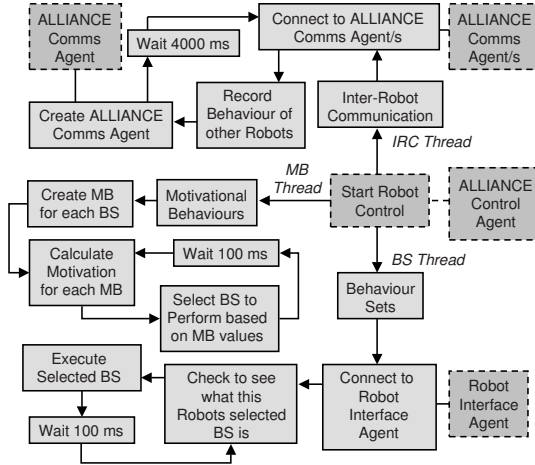 ALLIANCE
Comms
Agent
Wait 4000 ms
Connect to ALLIANCE
Comms Agent/s
ALLIANCE
Comms
Agent/s
Create ALLIANCE
Comms Agent
Record
Behaviour of
other Robots
Inter-Robot
Communication
IRC Thread
MB
Thread
Create MB
for each BS
Motivational
Behaviours
Start Robot
Control
ALLIANCE
Control
Agent
BS Thread
Calculate
Motivation
for each MB
Wait 100 ms
Select BS to
Perform based
on MB values
Behaviour
Sets
Execute
Selected BS
Wait 100 ms
Check to see
what this
Robots selected
BS is
Connect to
Robot
Interface
Agent
Robot
Interface
Agent